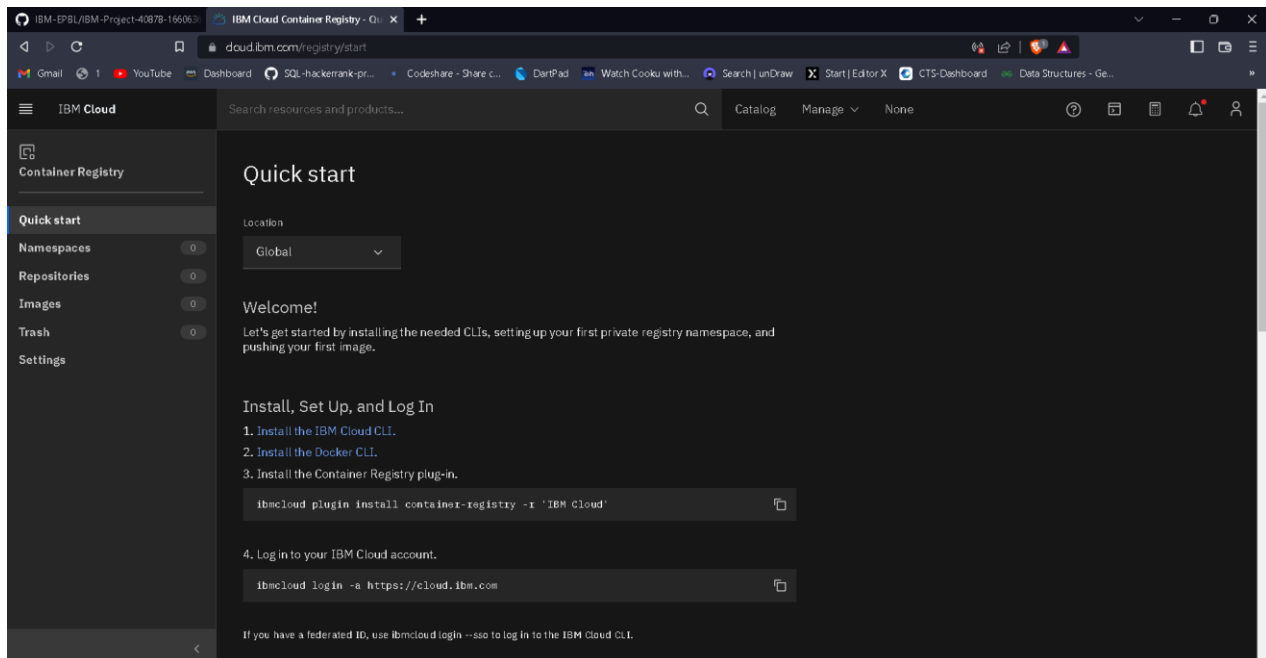 IBM-EPBL/IBM-Project-40878-1660636
IBM Cloud Container Registry - Qu
cloud.ibm.com/registry/start
Gmail
1
YouTube
Dashboard
SQL-hackerrank-pr...
Codeshare - Share c...
DartPad
Watch Cooku with...
Search | unDraw
Start | Editor X
CTS-Dashboard
Data Structures - Ge...
IBM Cloud
Search resources and products...
Catalog
Manage
None
Container Registry
Quick start
Namespaces 0
Repositories 0
Images 0
Trash 0
Settings
Quick start
Location
Global
Welcome!
Let's get started by installing the needed CLIs, setting up your first private registry namespace, and
pushing your first image.
Install, Set Up, and Log In
1. Install the IBM Cloud CLI.
2. Install the Docker CLI.
3. Install the Container Registry plug-in.
ibmcloud plugin install container-registry -r 'IBM Cloud'
4. Log in to your IBM Cloud account.
ibmcloud login -a https://cloud.ibm.com
If you have a federated ID, use ibmcloud login --sso to log in to the IBM Cloud CLI.